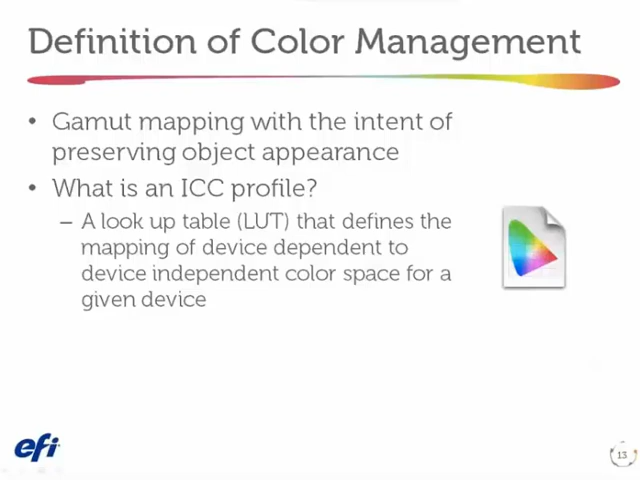 Definition of Color Management
• Gamut mapping with the intent of
preserving object appearance
• What is an ICC profile?
– A look up table (LUT) that defines the
mapping of device dependent to
device independent color space for a
given device
efi
13